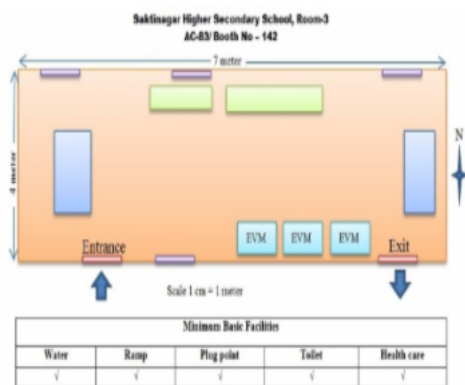 Saktinagar Higher Secondary School, Room-3
AC-83/ Booth No – 142
7 meter
4 meter
N
EVM EVM EVM
Entrance
Exit
Scale 1 cm = 1 meter
Minimum Basic Facilities
Water Ramp Plug point Toilet Health care
√ √ √ √ √